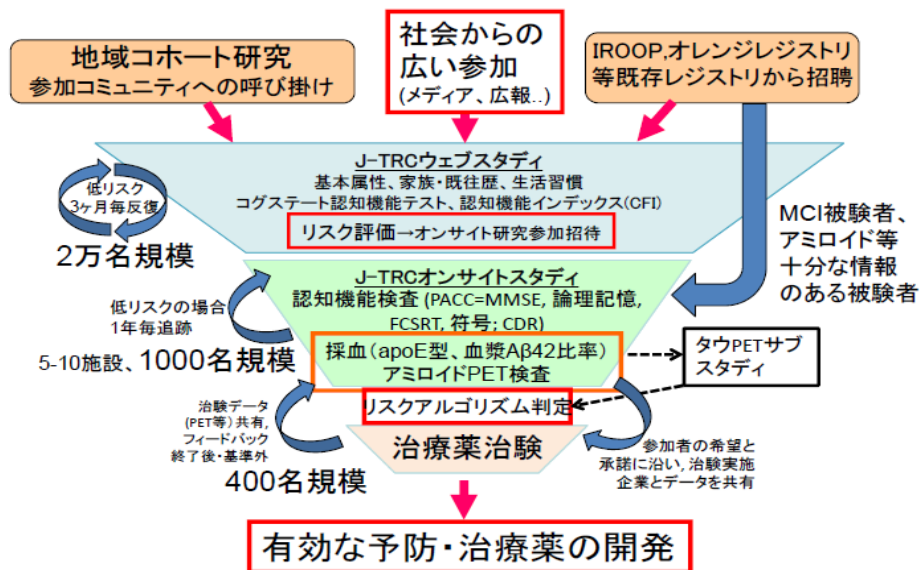 地域コホート研究
参加コミュニティへの呼び掛け
社会からの
広い参加
(メディア、広報..)
IROOP,オレンジレジストリ
等既存レジストリから招聘
J-TRCウェブスタディ
基本属性、家族・既往歴、生活習慣
コグステート認知機能テスト、認知機能インデックス(CFI)
リスク評価→オンサイト研究参加招待
低リスク
3ヶ月毎反復
2万名規模
MCI被験者、
アミロイド等
十分な情報
のある被験者
J-TRCオンサイトスタディ
認知機能検査 (PACC=MMSE, 論理記憶,
FCSRT, 符号; CDR)
低リスクの場合
1年毎追跡
5-10施設、1000名規模
採血(apoE型、血漿Aβ42比率)
アミロイドPET検査
タウPETサブ
スタディ
リスクアルゴリズム判定
治療薬治験
治験データ
(PET等)共有,
フィードバック
終了後・基準外
400名規模
参加者の希望と
承諾に沿い, 治験実施
企業とデータを共有
有効な予防・治療薬の開発